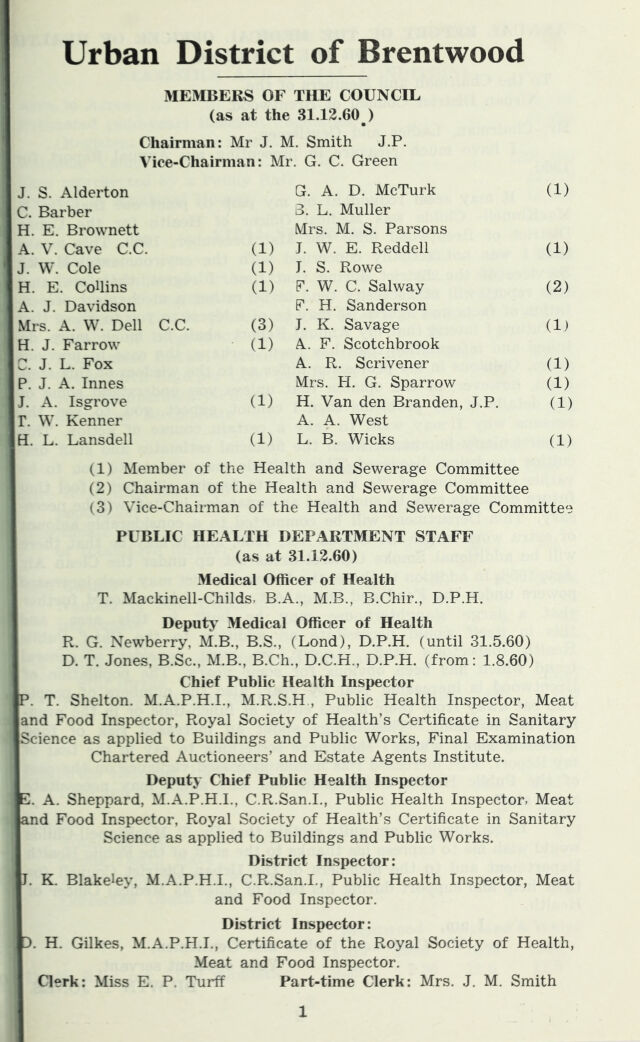 Urban District of Brentwood
MEMBERS OF THE COUNCIL
(as at the 31.12.60.)
Chairman: Mr J. M. Smith J.P.
Vice-Chairman: Mr. G. C. Green
J. S. Alderton
C. Barber
H. E. Brownett
A. V. Cave C.C. (1)
J. W. Cole (1)
H. E. Collins (1)
A. J. Davidson
Mrs. A. W. Dell C.C. (3)
H. J. Farrow (1)
C. J. L. Fox
P. J. A. Innes
J. A. Isgrove (1)
T. W. Kenner
H. L. Lansdell (1)
G. A. D. McTurk (1)
B. L. Muller
Mrs. M. S. Parsons
J. W. E. Reddell (1)
J. S. Rowe
F. W. C. Salway (2)
F. H. Sanderson
J. K. Savage (1)
A. F. Scotchbrook
A. R. Scrivener (1)
Mrs. H. G. Sparrow (1)
H. Van den Branden, J.P. (1)
A. A. West
L. B. Wicks (1)
(1) Member of the Health and Sewerage Committee
(2) Chairman of the Health and Sewerage Committee
(3) Vice-Chairman of the Health and Sewerage Committee
PUBLIC HEALTH DEPARTMENT STAFF
(as at 31.12.60)
Medical Officer of Health
T. Mackinell-Childs, B.A., M.B., B.Chir., D.P.H.
Deputy Medical Officer of Health
R. G. Newberry, M.B., B.S., (Lond), D.P.H. (until 31.5.60)
D. T. Jones, B.Sc., M.B., B.Ch., D.C.H., D.P.H. (from: 1.8.60)
Chief Public Health Inspector
P. T. Shelton. M.A.P.H.I., M.R.S.H., Public Health Inspector, Meat
and Food Inspector, Royal Society of Health's Certificate in Sanitary
Science as applied to Buildings and Public Works, Final Examination
Chartered Auctioneers' and Estate Agents Institute.
Deputy Chief Public Health Inspector
E. A. Sheppard, M.A.P.H.I., C.R.San.I., Public Health Inspector, Meat
and Food Inspector, Royal Society of Health's Certificate in Sanitary
Science as applied to Buildings and Public Works.
District Inspector:
J. K. Blakeley, M.A.P.H.I., C.R.San.I., Public Health Inspector, Meat
and Food Inspector.
District Inspector:
D. H. Gilkes, M.A.P.H.I., Certificate of the Royal Society of Health,
Meat and Food Inspector.
Clerk: Miss E. P. Turff Part-time Clerk: Mrs. J. M. Smith
1